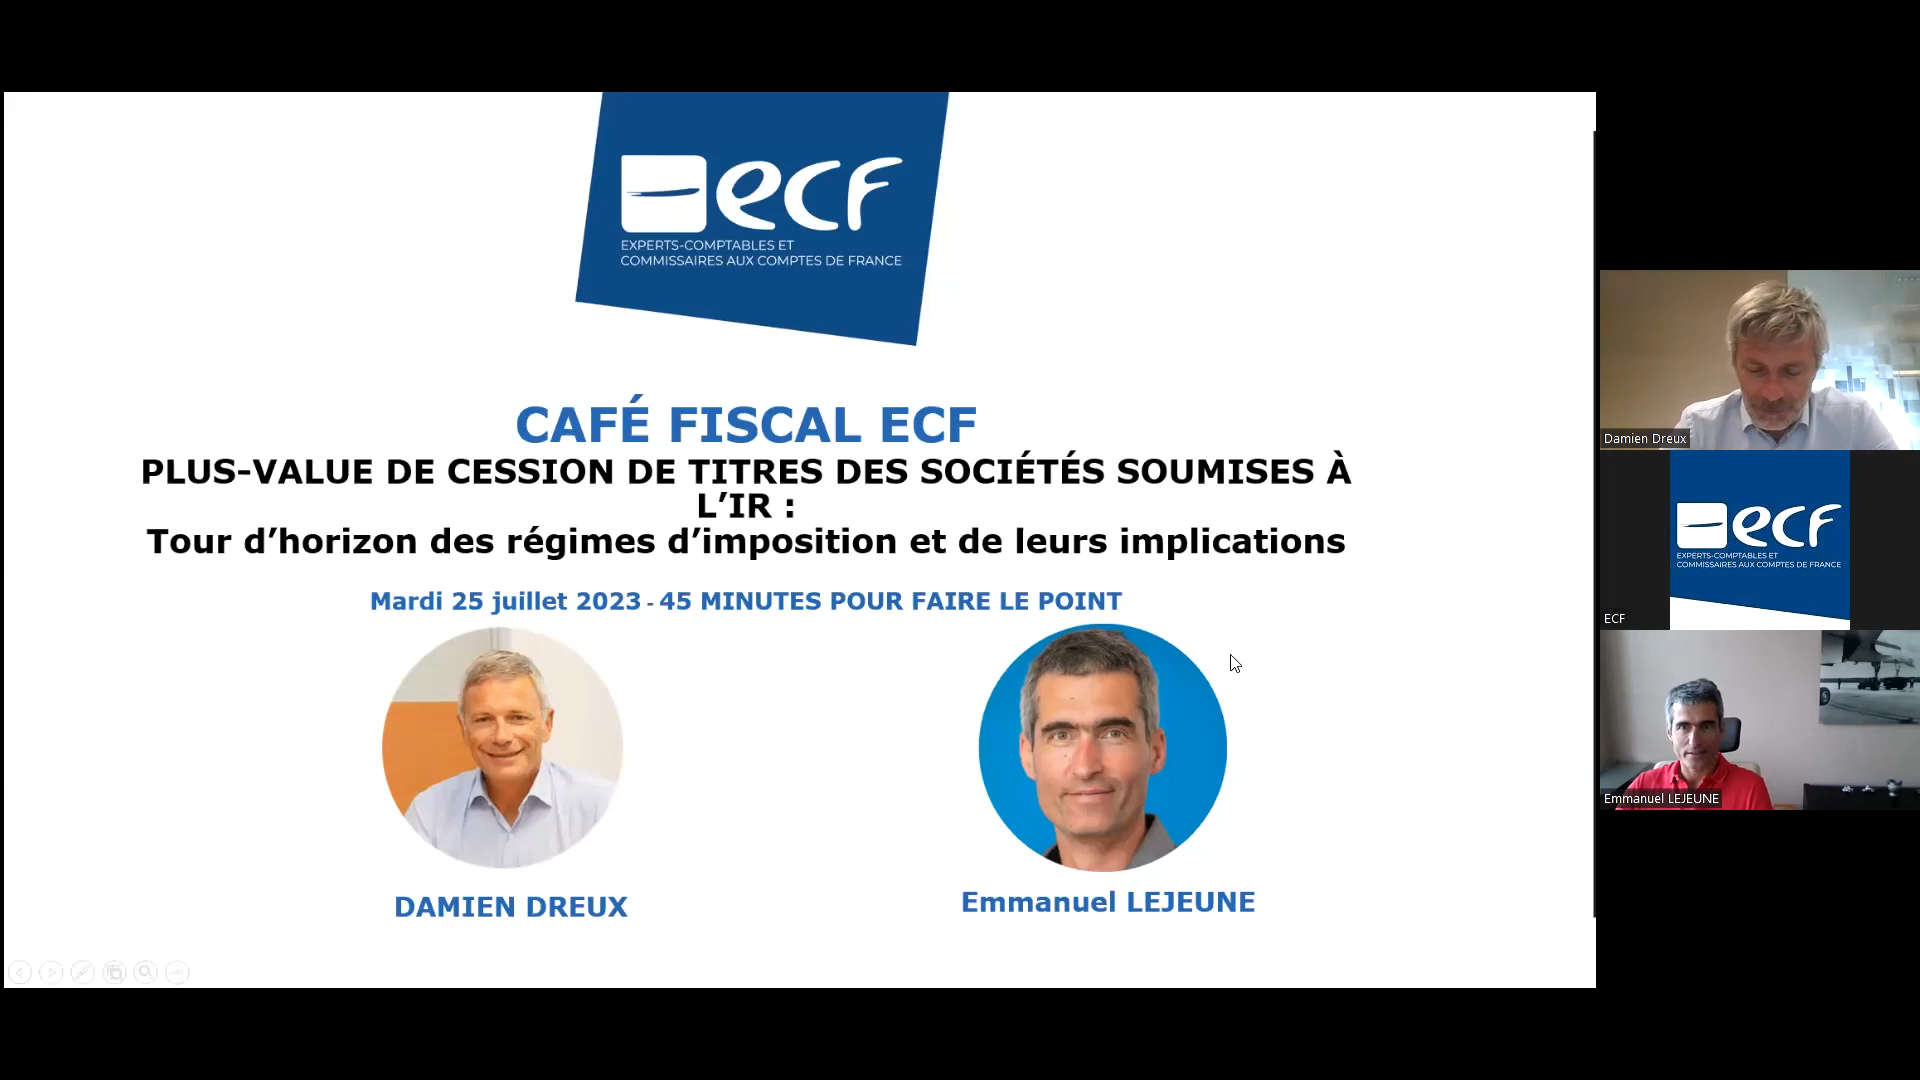 ecf
EXPERTS-COMPTABLES ET
COMMISSAIRES AUX COMPTES DE FRANCE
CAFÉ FISCAL ECF
PLUS-VALUE DE CESSION DE TITRES DES SOCIÉTÉS SOUMISES À
L’IR :
Tour d’horizon des régimes d’imposition et de leurs implications
Mardi 25 juillet 2023 - 45 MINUTES POUR FAIRE LE POINT
DAMIEN DREUX
Emmanuel LEJEUNE
Damien Dreux
ecf
EXPERTS-COMPTABLES ET
COMMISSAIRES AUX COMPTES DE FRANCE
ECF
Emmanuel LEJEUNE